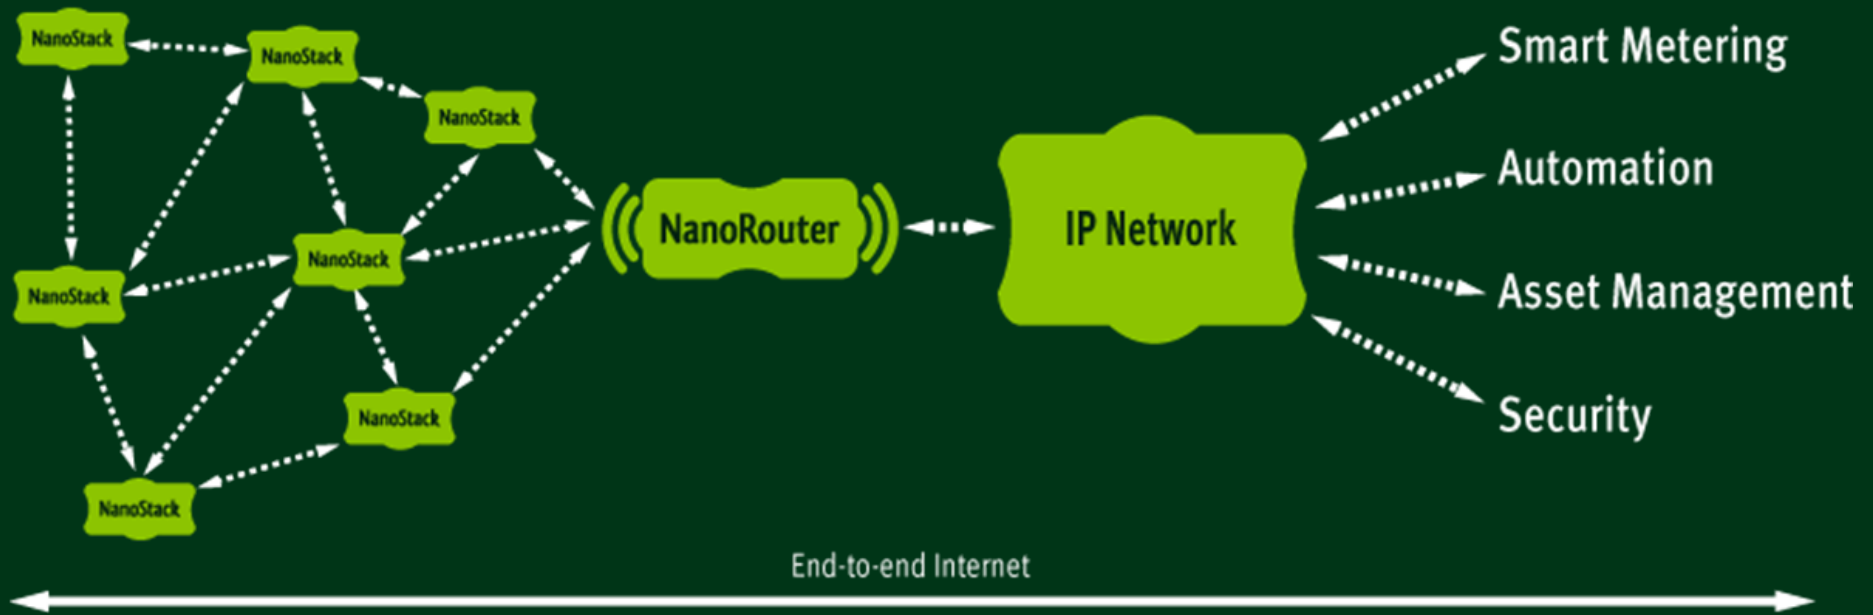 NanoStack
NanoStack
NanoStack
NanoStack
NanoStack
NanoStack
NanoStack
NanoRouter
IP Network
Smart Metering
Automation
Asset Management
Security
End-to-end Internet